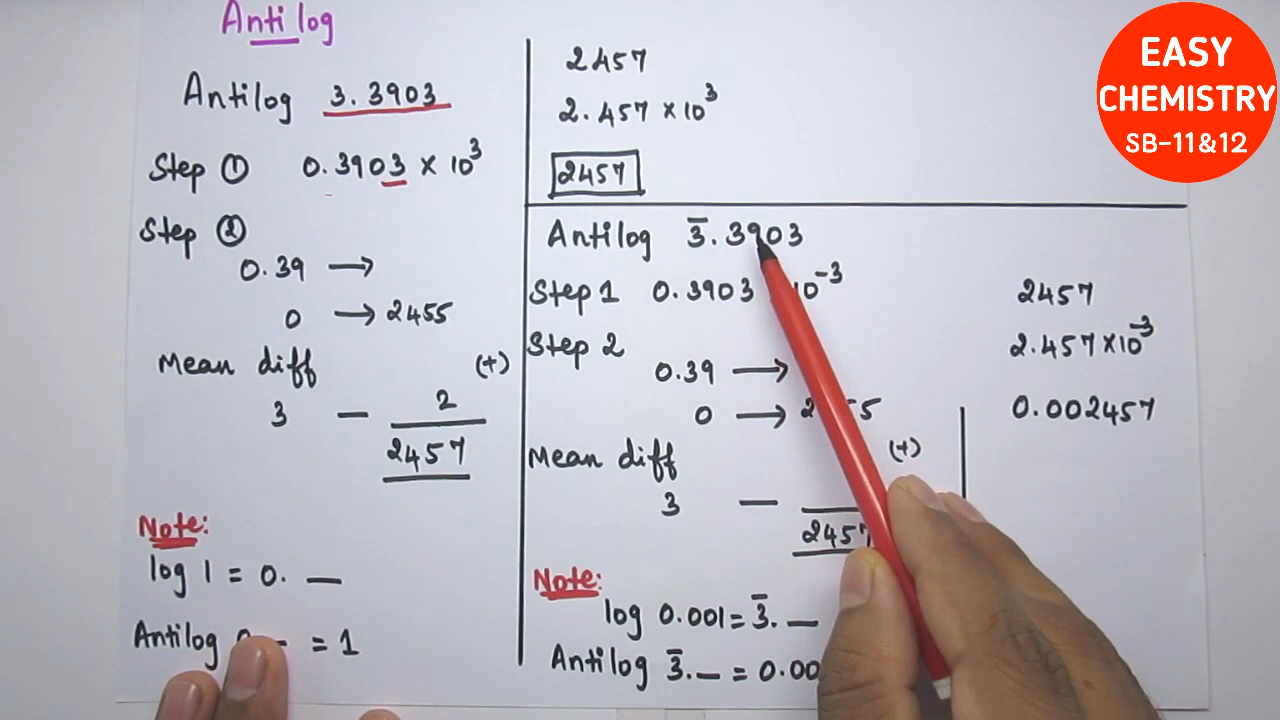 Antilog
Antilog 3.3903
Step ① 0.3903 × 10³
Step ②
0.39 →
0 → 2455
Mean diff (+)
3 — 2
2457
Note:
log 1 = 0. —
Antilog = 1
2457
2.457 × 10³
2457
Antilog 3̅.3903
Step 1 0.3903 10⁻³
Step 2
0.39 →
0 →
Mean diff (+)
3 —
2457
Note:
log 0.001 = 3̅. —
Antilog 3̅. — = 0.00
2457
2.457 × 10⁻³
0.002457
EASY
CHEMISTRY
SB-11&12